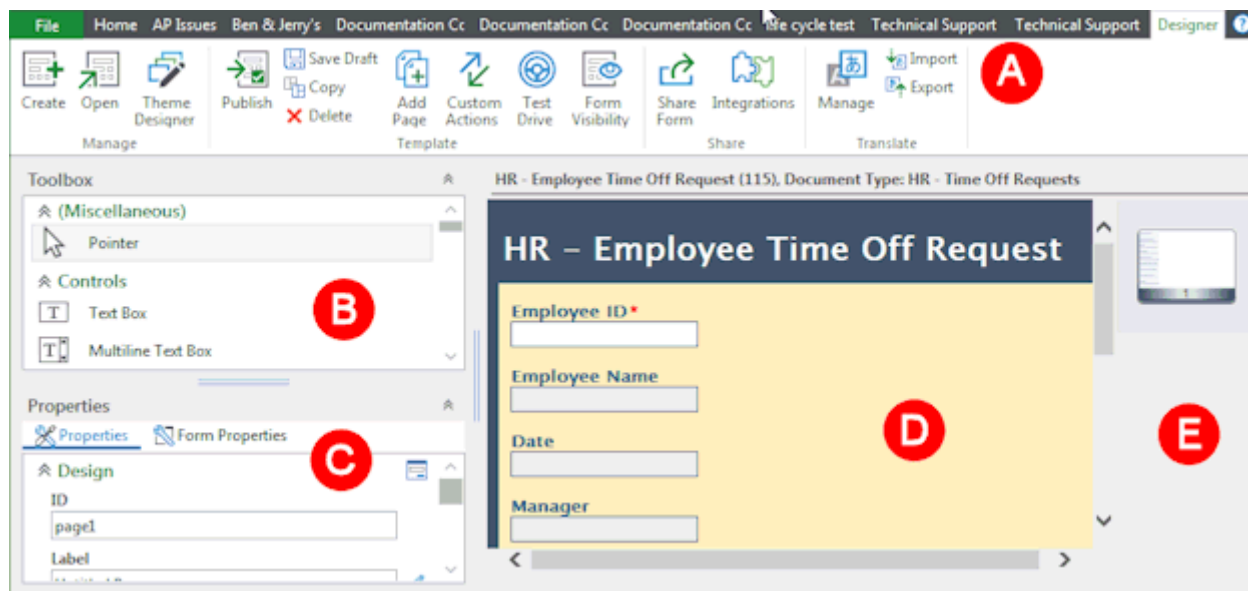 File Home AP Issues Ben & Jerry's Documentation Cc Documentation Cc Documentation Cc life cycle test Technical Support Technical Support Designer ?
Create Open Theme Designer Publish Save Draft Copy Delete Add Page Custom Actions Test Drive Form Visibility Share Form Integrations Manage Import Export
Manage Template Share Translate
A
Toolbox
(Miscellaneous)
Pointer
Controls
T Text Box
T Multiline Text Box
B
Properties
Properties Form Properties
C
Design
ID
page1
Label
HR - Employee Time Off Request (115), Document Type: HR - Time Off Requests
HR – Employee Time Off Request
Employee ID*
Employee Name
Date
Manager
D
1
E